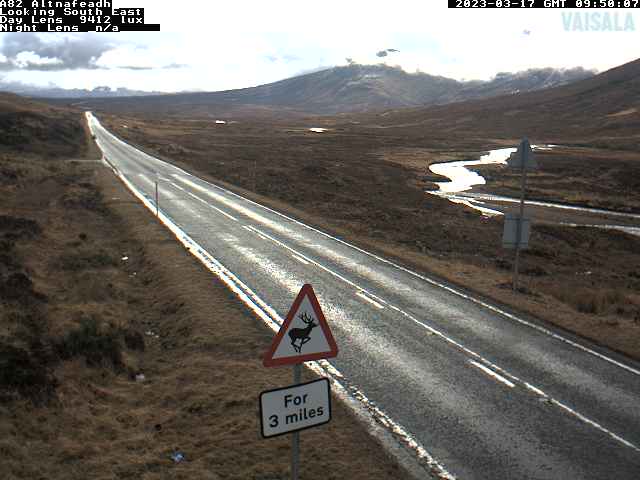 A82 Altnafeadh
Looking South East
Day Lens 9412 lux
Night Lens n/a
2023-03-17 GMT 09:50:07
VAISALA
For
3 miles